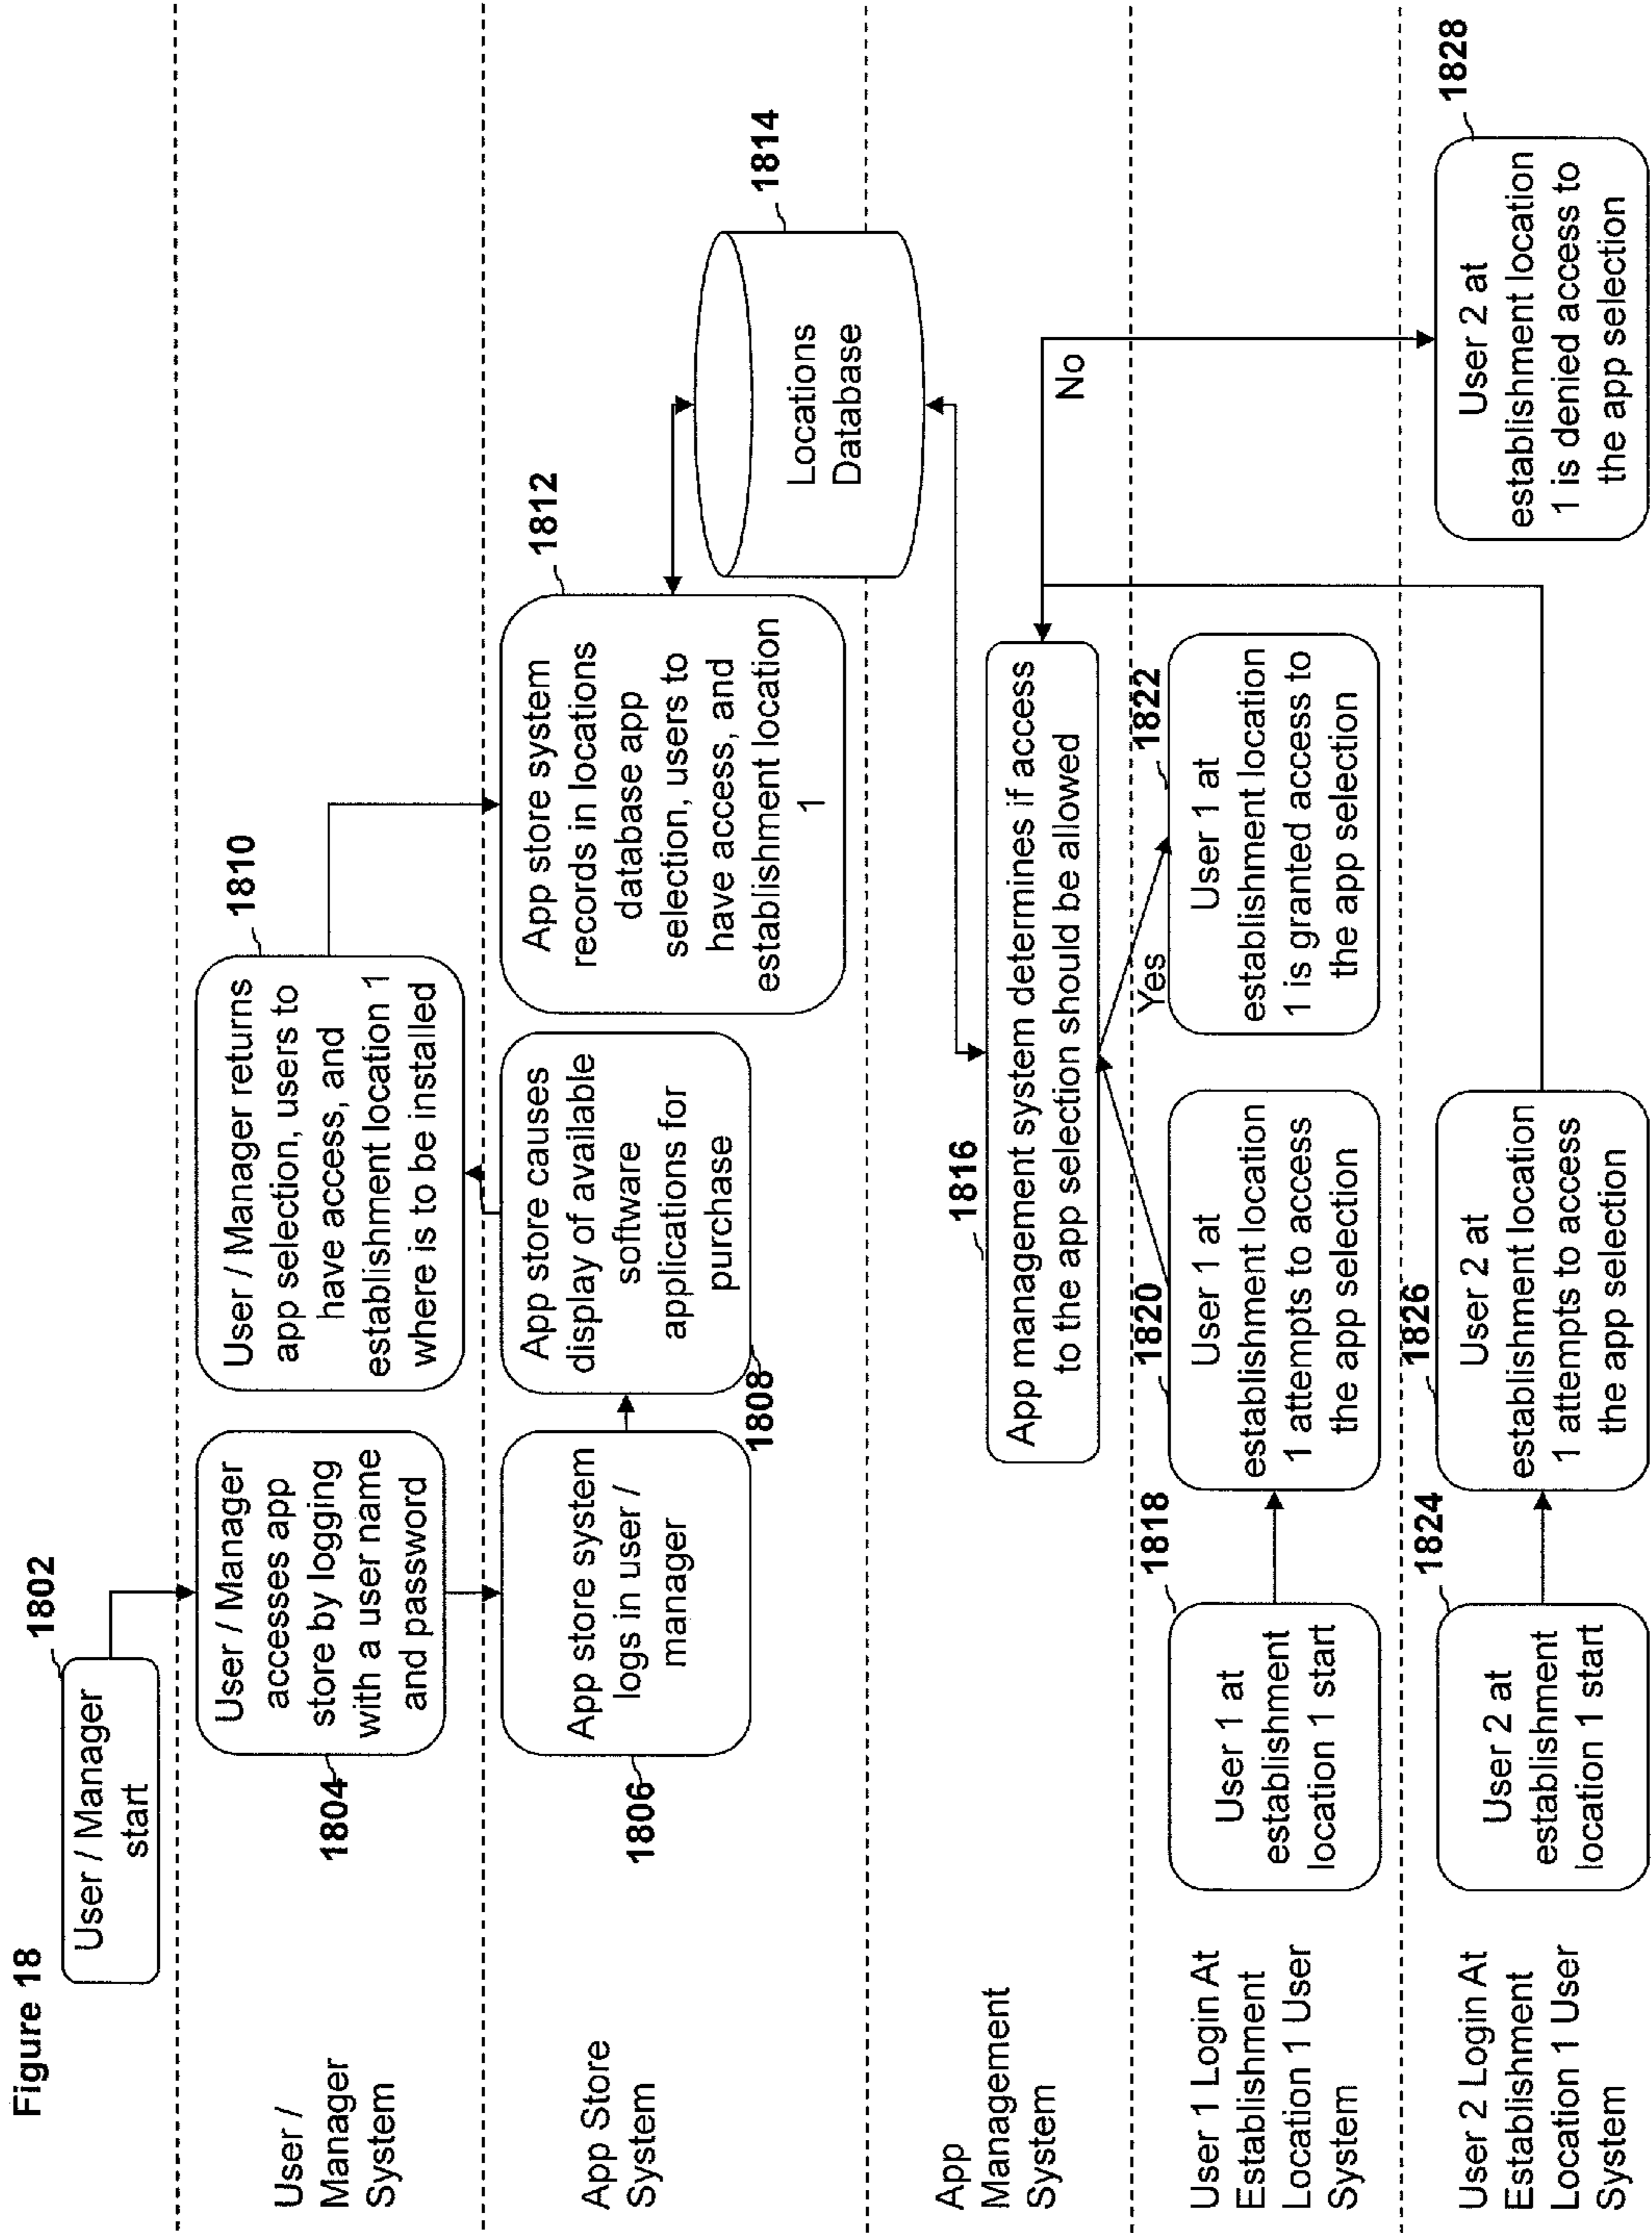 Figure 18
User / Manager
start
1802
User /
Manager
System
User / Manager
accesses app
store by logging
with a user name
and password
1804
User / Manager returns
app selection, users to
have access, and
establishment location 1
where is to be installed
1810
App Store
System
App store system
logs in user /
manager
1806
App store causes
display of available
software
applications for
purchase
1808
App store system
records in locations
database app
selection, users to
have access, and
establishment location
1
1812
Locations
Database
1814
App
Management
System
1816
App management system determines if access
to the app selection should be allowed
No
Yes
User 1 Login At
Establishment
Location 1 User
System
User 1 at
establishment
location 1 start
1818
1820
User 1 at
establishment location
1 attempts to access
the app selection
1822
User 1 at
establishment location
1 is granted access to
the app selection
User 2 Login At
Establishment
Location 1 User
System
User 2 at
establishment
location 1 start
1824
1826
User 2 at
establishment location
1 attempts to access
the app selection
User 2 at
establishment location
1 is denied access to
the app selection
1828